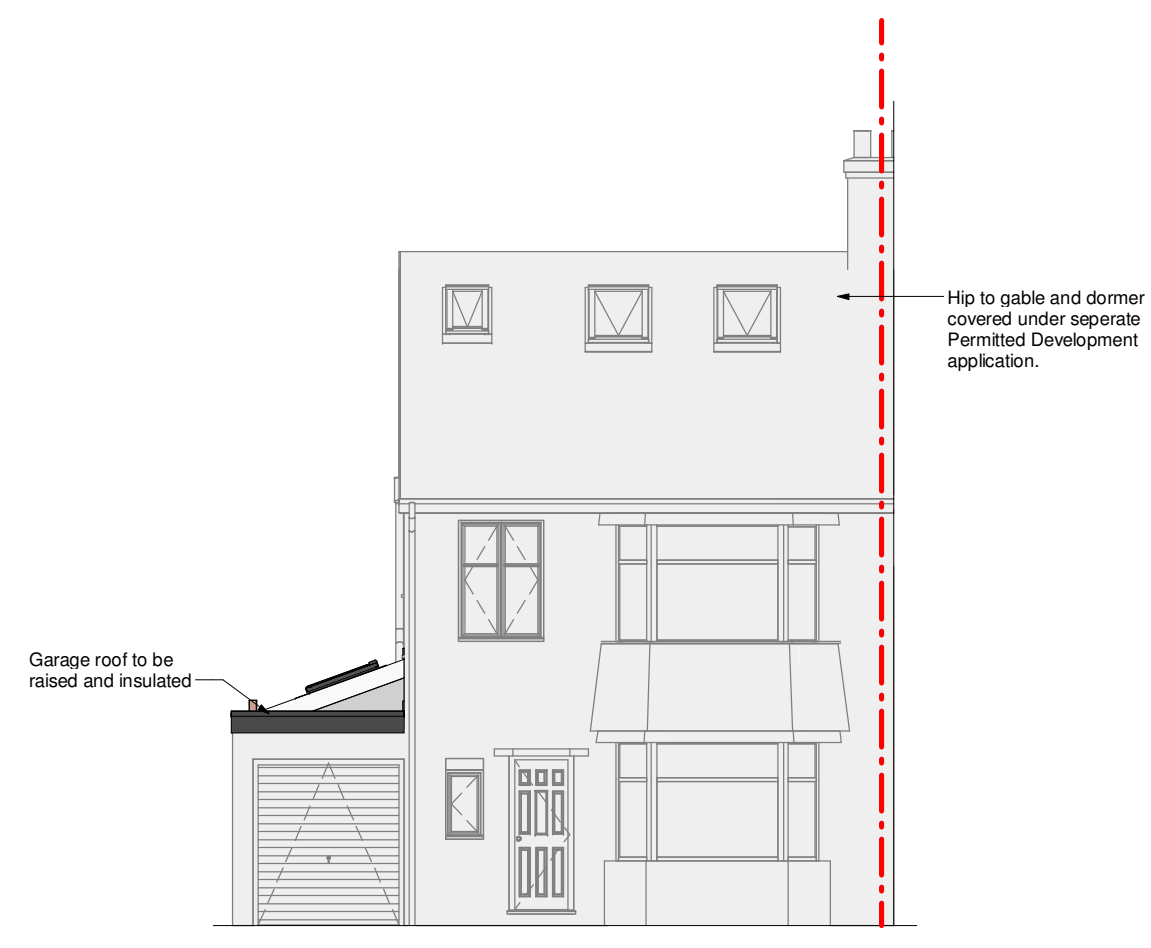 Hip to gable and dormer
covered under seperate
Permitted Development
application.
Garage roof to be
raised and insulated